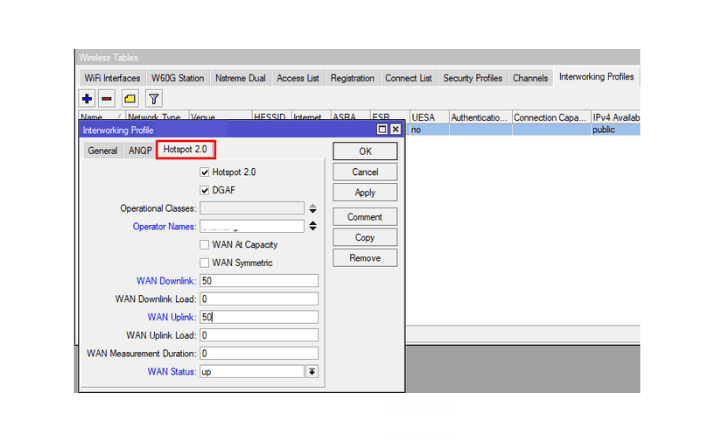 Wireless Tables
WiFi Interfaces W60G Station Nstreme Dual Access List Registration Connect List Security Profiles Channels Interworking Profiles
Name Network Type Venue HESSID Internet ASRA ESR UESA Authenticatio... Connection Capa... IPv4 Availab
no public
Interworking Profile
General ANQP Hotspot 2.0
Hotspot 2.0
DGAF
Operational Classes:
Operator Names:
WAN At Capacity
WAN Symmetric
WAN Downlink: 50
WAN Downlink Load: 0
WAN Uplink: 50
WAN Uplink Load: 0
WAN Measurement Duration: 0
WAN Status: up
OK
Cancel
Apply
Comment
Copy
Remove